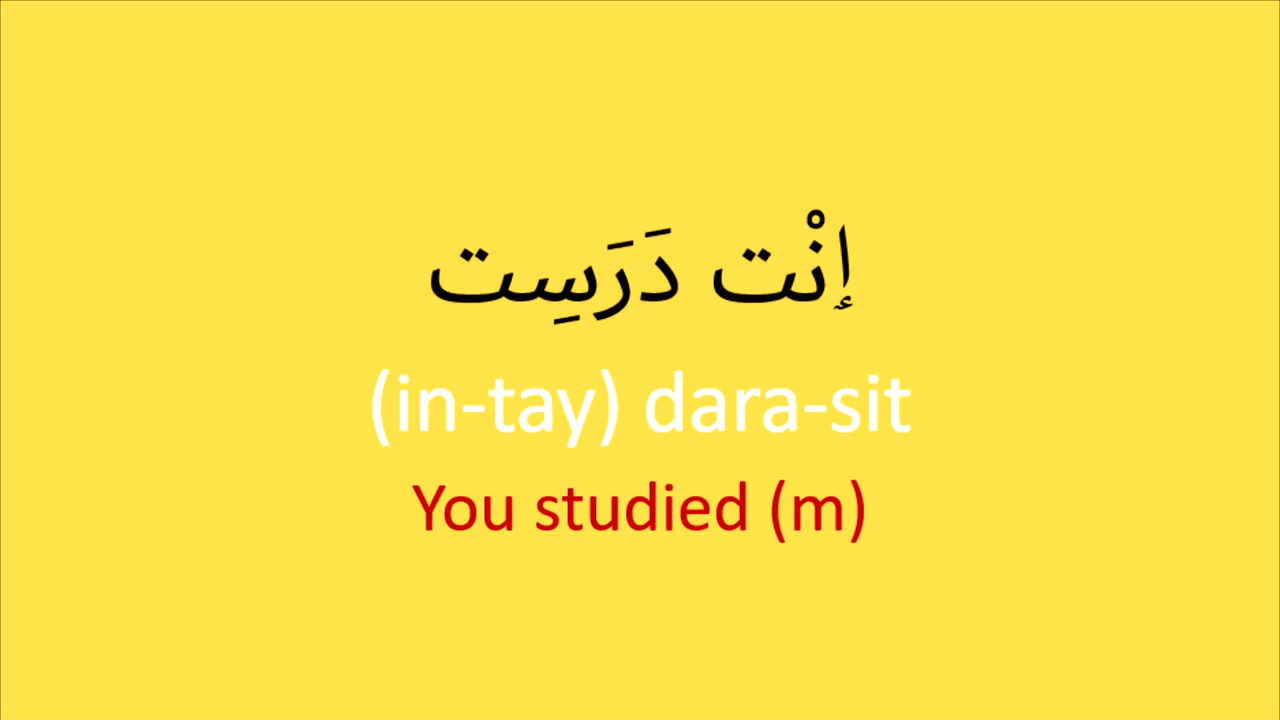 إنْت دَرَسِت
(in-tay) dara-sit
You studied (m)